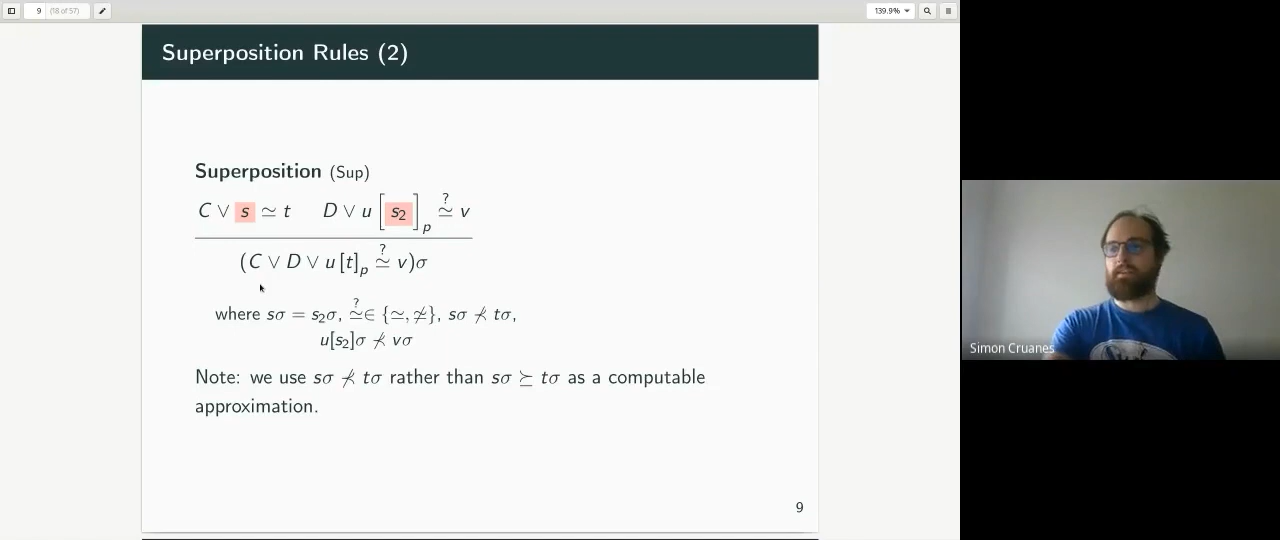 9 (18 of 57) 139.9%
Superposition Rules (2)
Superposition (Sup)
C ∨ s ≃ t D ∨ u [s₂]ₚ ≃? v
(C ∨ D ∨ u [t]ₚ ≃? v)σ
where sσ = s₂σ, ≃? ∈ {≃, ≄}, sσ ⊀ tσ,
u[s₂]σ ⊀ vσ
Note: we use sσ ⊀ tσ rather than sσ ⪰ tσ as a computable
approximation.
9
Simon Cruanes